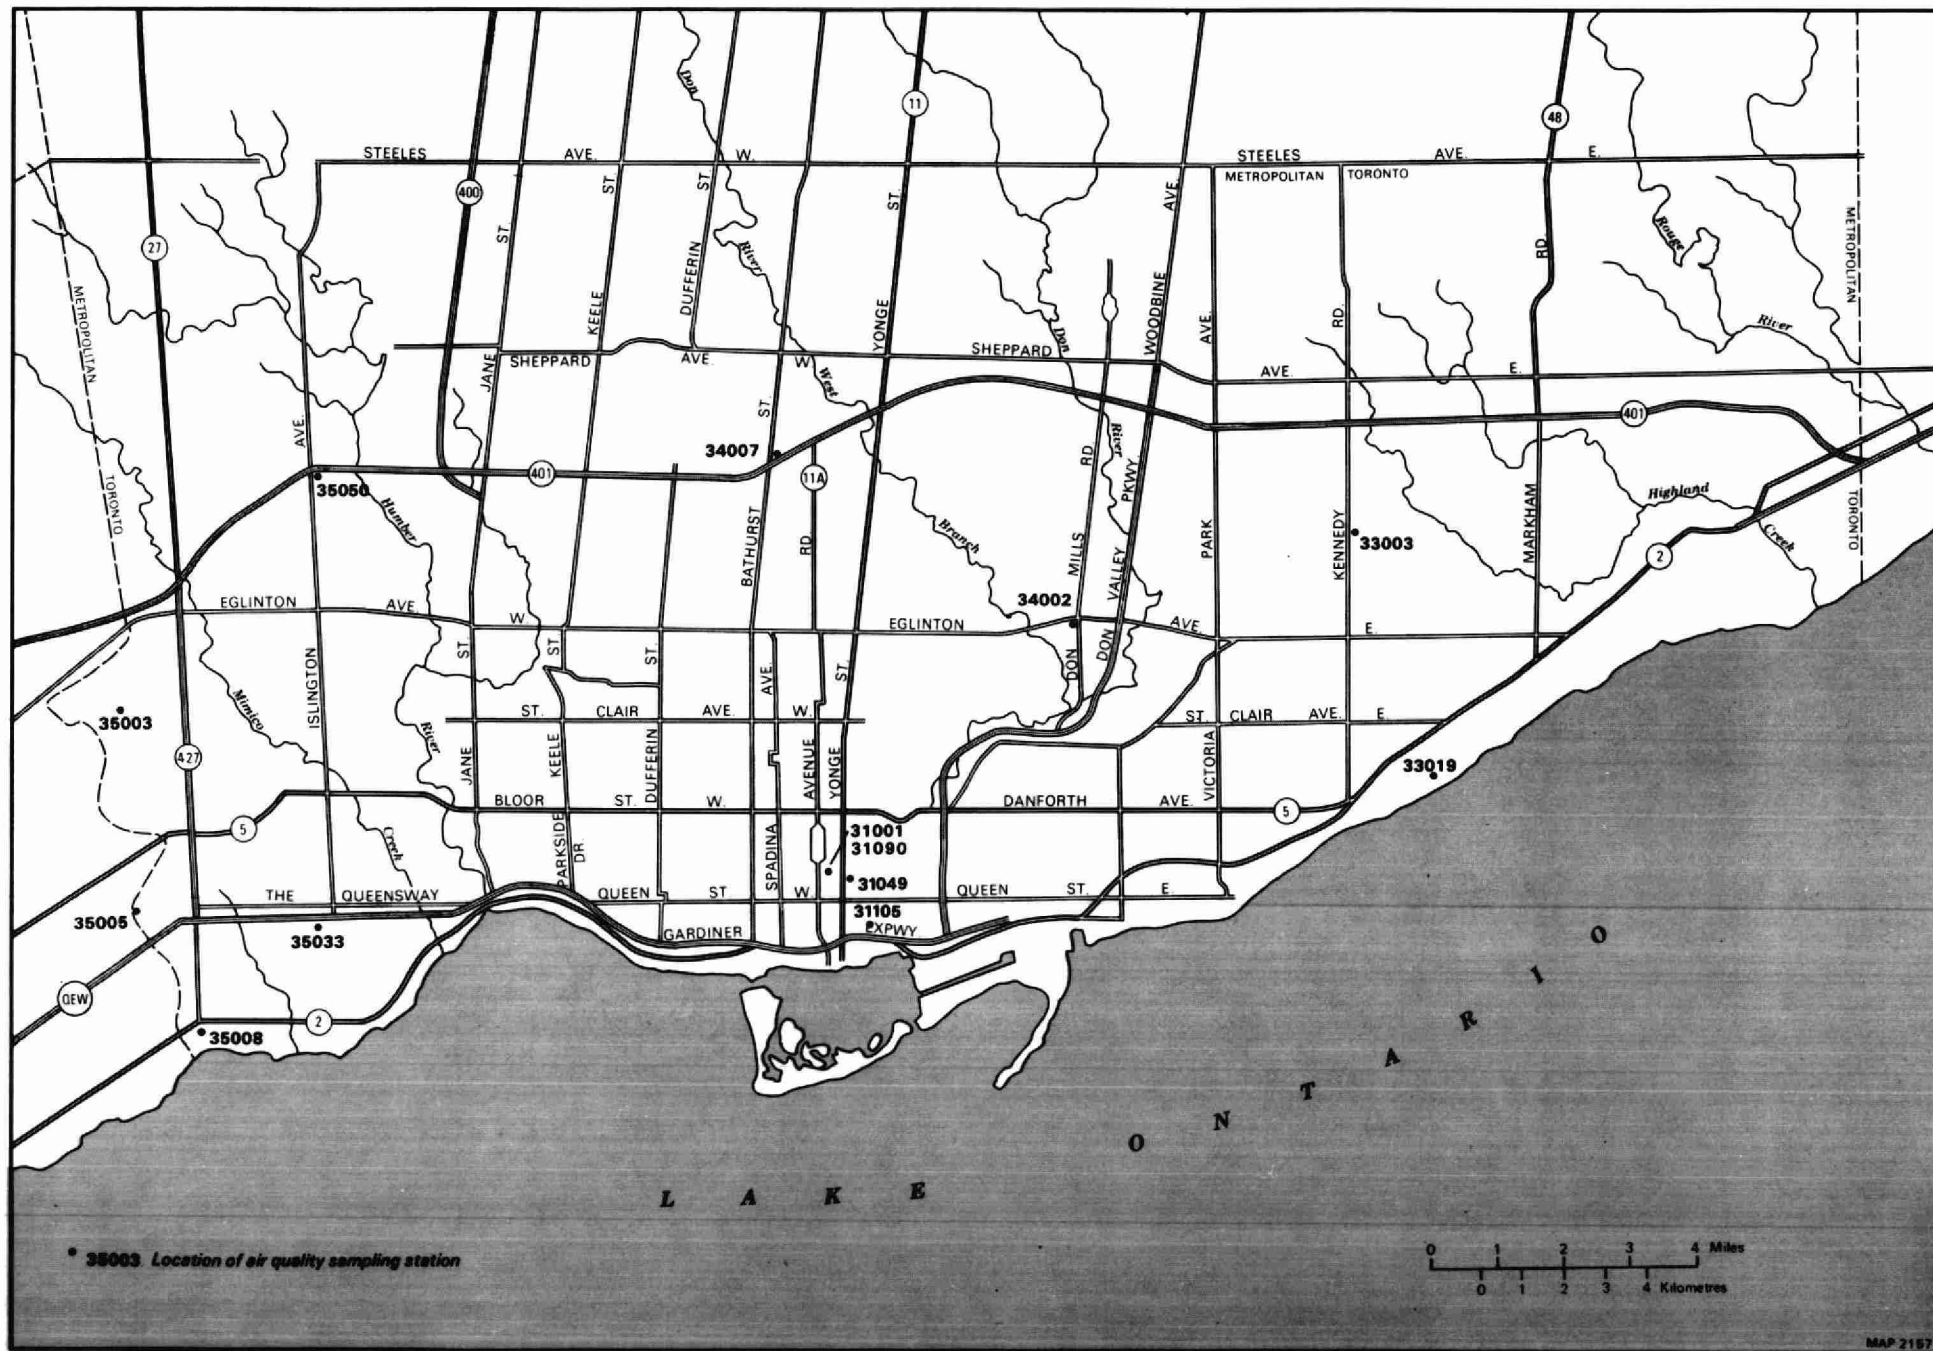 STEELES AVE. W.
STEELES AVE. E.
METROPOLITAN TORONTO
11
48
400
27
ST.
ST.
ST.
ST.
AVE.
RD.
Don
River
West
Branch
Don
River
Rouge
River
METROPOLITAN
TORONTO
METROPOLITAN
TORONTO
JANE
KEELE
DUFFERIN
YONGE
WOODBINE
AVE.
RD.
SHEPPARD AVE. W.
SHEPPARD AVE. E.
AVE.
ST.
401
401
11A
34007
35050
Humber
BATHURST
RD
RD
MILLS
DON
DON VALLEY PKWY.
PARK
KENNEDY
MARKHAM
Highland
Creek
33003
2
34002
EGLINTON AVE. W.
EGLINTON AVE. E.
ISLINGTON
ST.
ST.
ST.
AVE.
ST.
Mimico
River
35003
ST. CLAIR AVE. W.
ST. CLAIR AVE. E.
427
JANE
KEELE
DUFFERIN
AVENUE
YONGE
VICTORIA
33019
BLOOR ST. W.
DANFORTH AVE.
5
5
Creek
PARKSIDE
DR.
SPADINA
31001
31090
31049
THE QUEENSWAY
QUEEN ST W.
QUEEN ST. E.
35005
35033
31105
GARDINER
XPWY.
QEW
2
35008
LAKE ONTARIO
35003 Location of air quality sampling station
0 1 2 3 4 Miles
0 1 2 3 4 Kilometres
MAP 2157